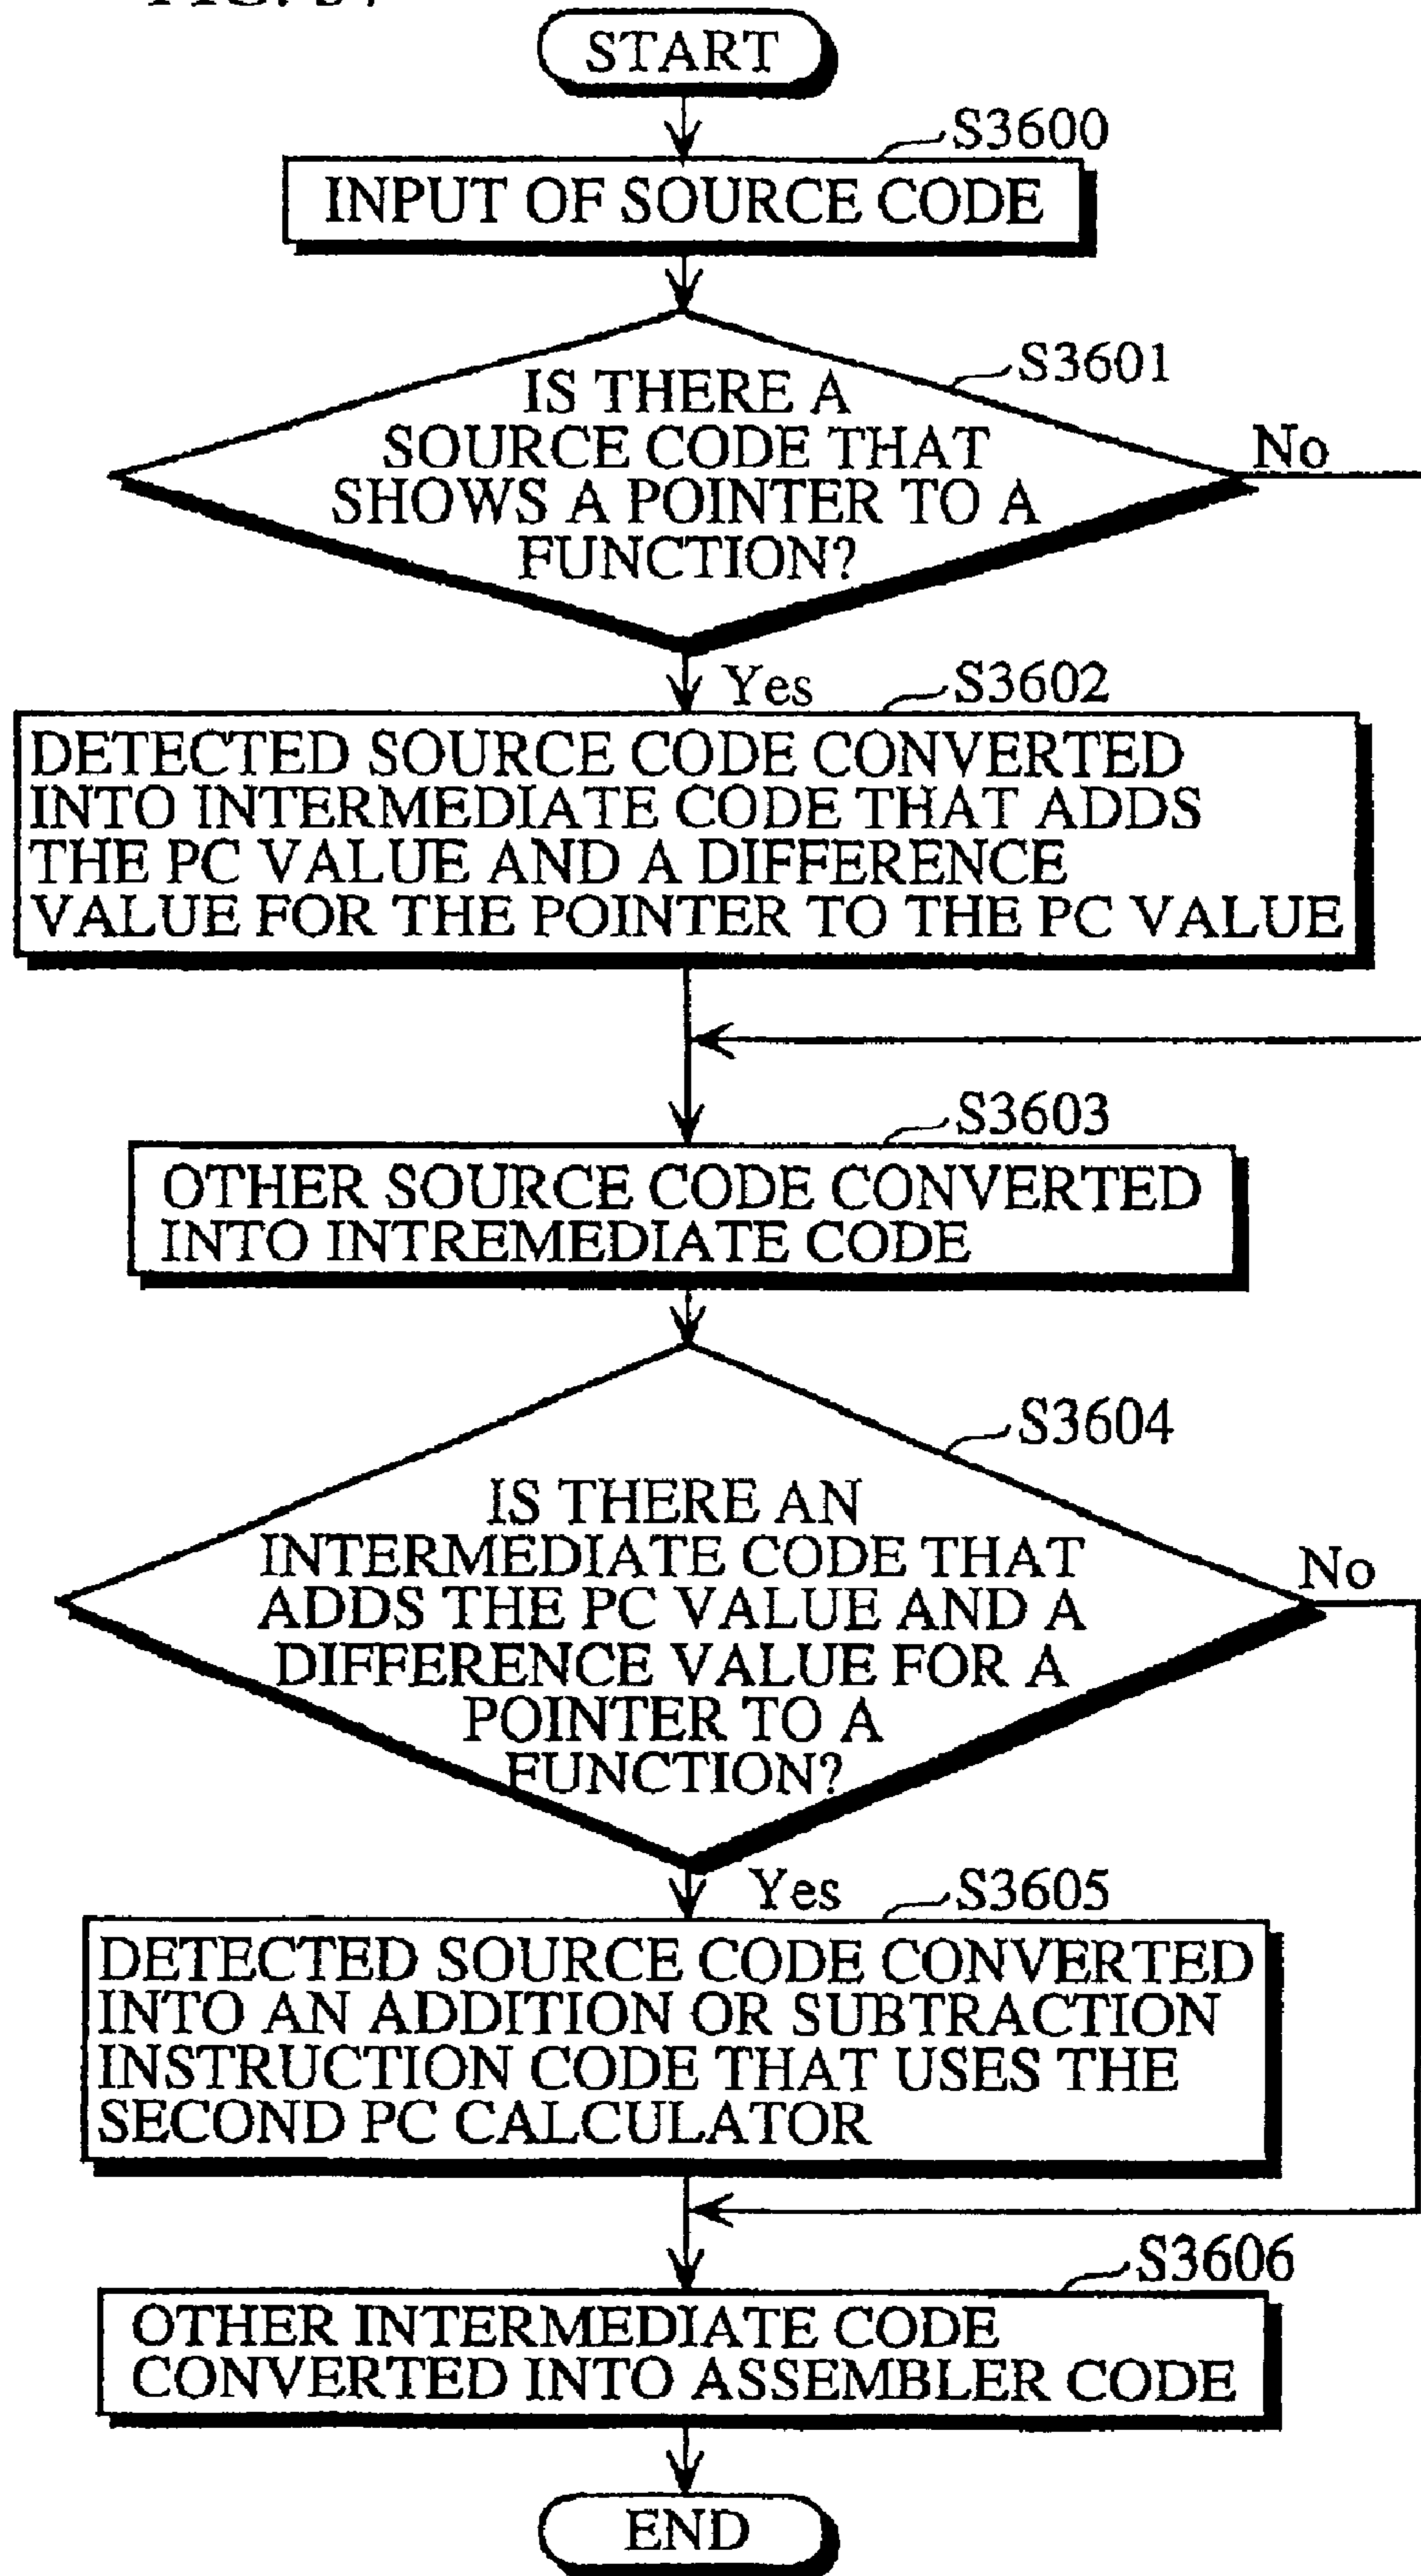 START
S3600
INPUT OF SOURCE CODE
S3601
IS THERE A
SOURCE CODE THAT
SHOWS A POINTER TO A
FUNCTION?
No
Yes
S3602
DETECTED SOURCE CODE CONVERTED
INTO INTERMEDIATE CODE THAT ADDS
THE PC VALUE AND A DIFFERENCE
VALUE FOR THE POINTER TO THE PC VALUE
S3603
OTHER SOURCE CODE CONVERTED
INTO INTREMEDIATE CODE
S3604
IS THERE AN
INTERMEDIATE CODE THAT
ADDS THE PC VALUE AND A
DIFFERENCE VALUE FOR A
POINTER TO A
FUNCTION?
No
Yes
S3605
DETECTED SOURCE CODE CONVERTED
INTO AN ADDITION OR SUBTRACTION
INSTRUCTION CODE THAT USES THE
SECOND PC CALCULATOR
S3606
OTHER INTERMEDIATE CODE
CONVERTED INTO ASSEMBLER CODE
END